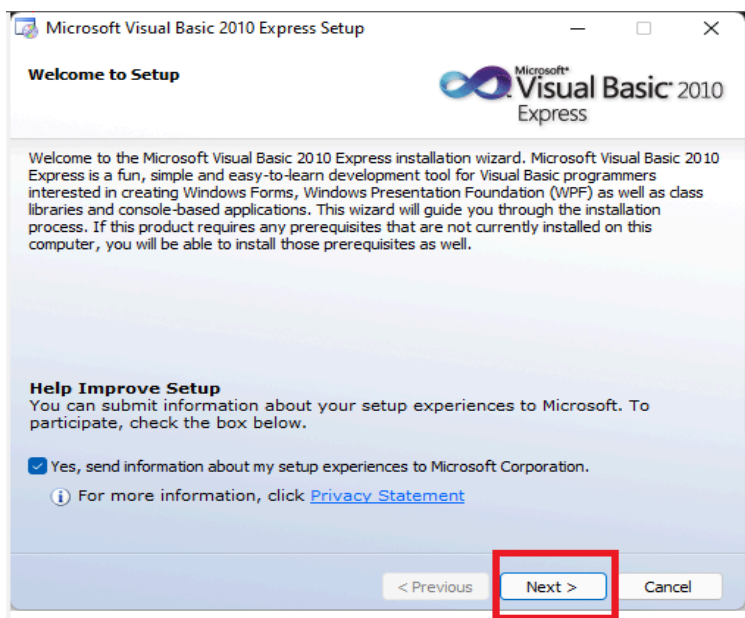 Microsoft Visual Basic 2010 Express Setup
Welcome to Setup
Microsoft®
Visual Basic® 2010
Express
Welcome to the Microsoft Visual Basic 2010 Express installation wizard. Microsoft Visual Basic 2010
Express is a fun, simple and easy-to-learn development tool for Visual Basic programmers
interested in creating Windows Forms, Windows Presentation Foundation (WPF) as well as class
libraries and console-based applications. This wizard will guide you through the installation
process. If this product requires any prerequisites that are not currently installed on this
computer, you will be able to install those prerequisites as well.
Help Improve Setup
You can submit information about your setup experiences to Microsoft. To
participate, check the box below.
Yes, send information about my setup experiences to Microsoft Corporation.
For more information, click Privacy Statement
< Previous Next > Cancel